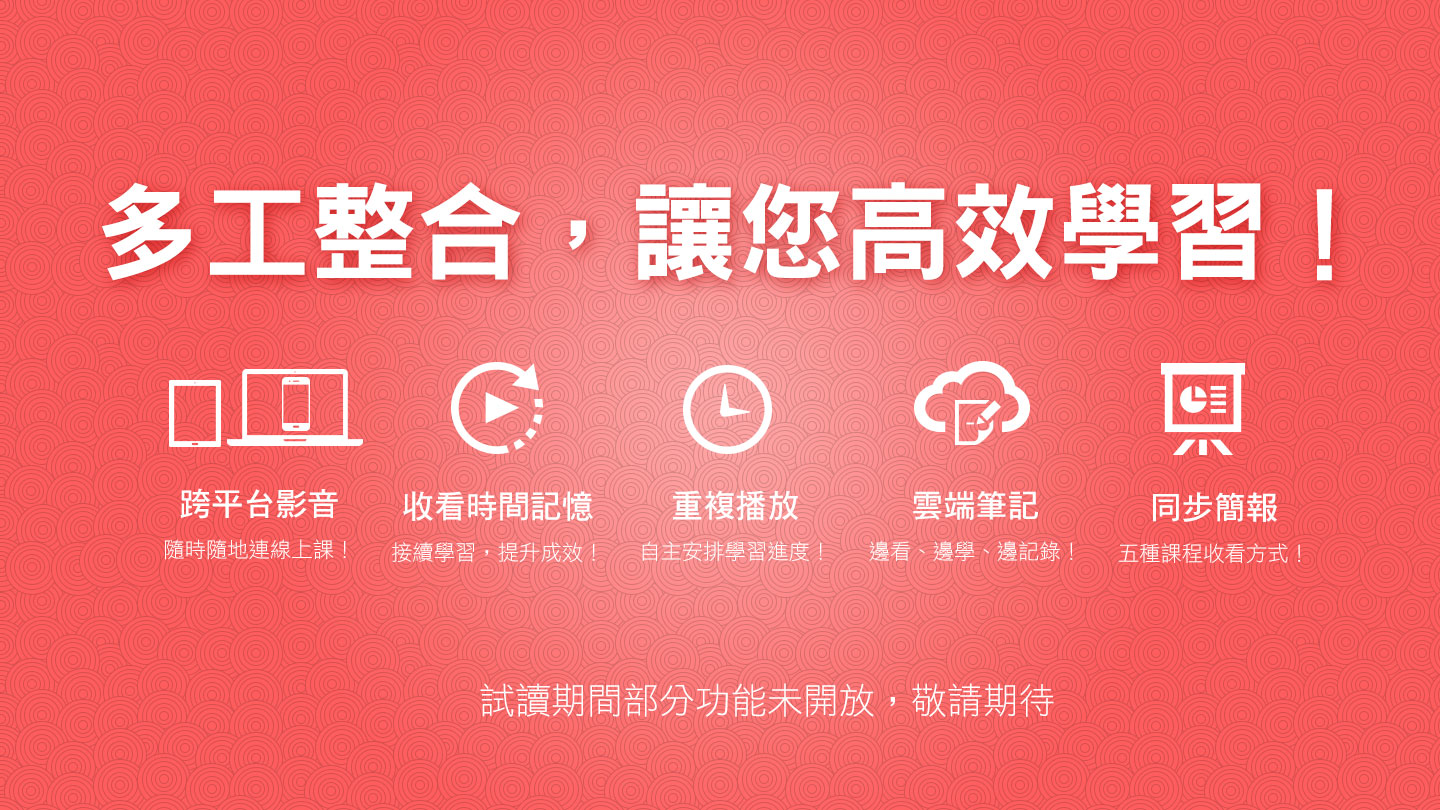 多工整合，讓您高效學習！
跨平台影音
隨時隨地連線上課！
收看時間記憶
接續學習，提升成效！
重複播放
自主安排學習進度！
雲端筆記
邊看、邊學、邊記錄！
同步簡報
五種課程收看方式！
試讀期間部分功能未開放，敬請期待